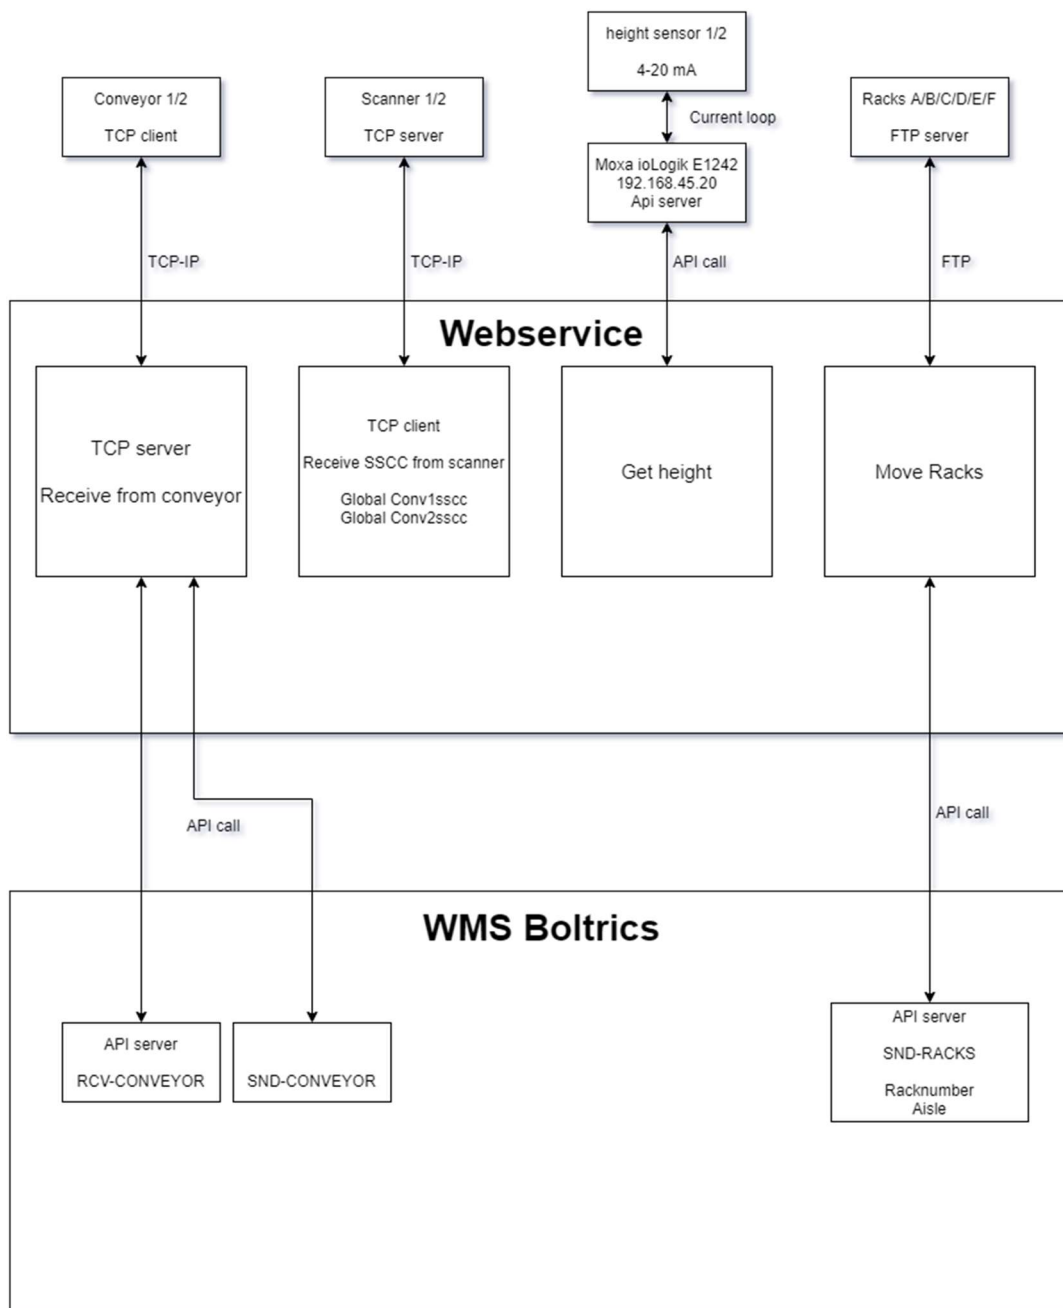 height sensor 1/2
4-20 mA
Conveyor 1/2
TCP client
Scanner 1/2
TCP server
Current loop
Racks A/B/C/D/E/F
FTP server
Moxa ioLogik E1242
192.168.45.20
Api server
TCP-IP
TCP-IP
API call
FTP
Webservice
TCP server
Receive from conveyor
TCP client
Receive SSCC from scanner
Global Conv1sscc
Global Conv2sscc
Get height
Move Racks
API call
API call
WMS Boltrics
API server
RCV-CONVEYOR
SND-CONVEYOR
API server
SND-RACKS
Racknumber
Aisle